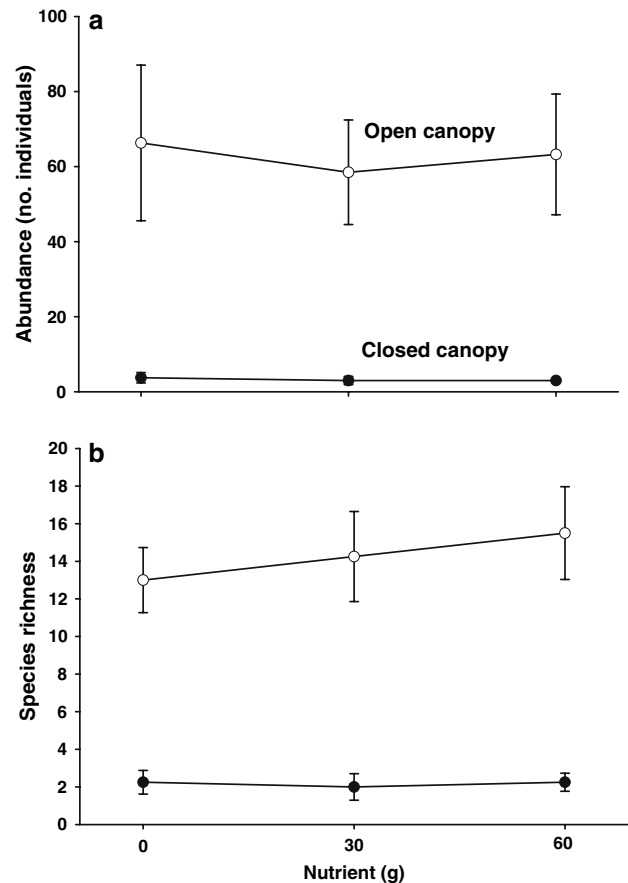 a
Abundance (no. individuals)
100
80
60
40
20
0
Open canopy
Closed canopy
b
Species richness
20
18
16
14
12
10
8
6
4
2
0
0 30 60
Nutrient (g)